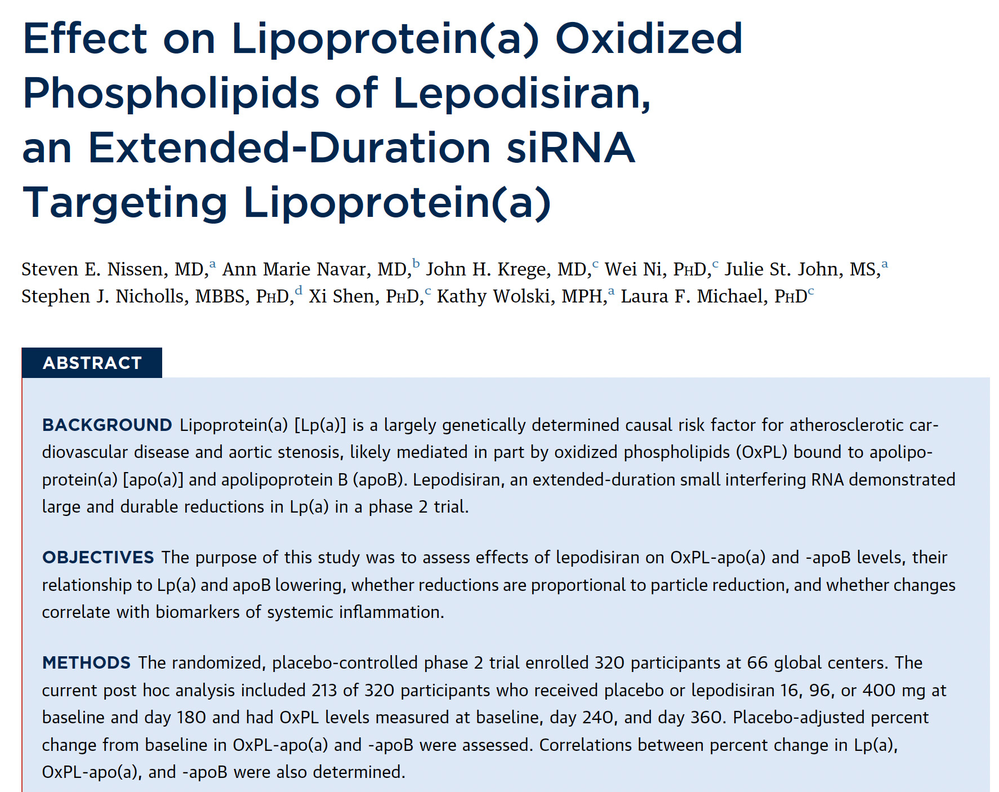 Effect on Lipoprotein(a) Oxidized
Phospholipids of Lepodisiran,
an Extended-Duration siRNA
Targeting Lipoprotein(a)
Steven E. Nissen, MD,a Ann Marie Navar, MD,b John H. Krege, MD,c Wei Ni, PhD,c Julie St. John, MS,a
Stephen J. Nicholls, MBBS, PhD,d Xi Shen, PhD,c Kathy Wolski, MPH,a Laura F. Michael, PhDc
ABSTRACT
BACKGROUND Lipoprotein(a) [Lp(a)] is a largely genetically determined causal risk factor for atherosclerotic car-
diovascular disease and aortic stenosis, likely mediated in part by oxidized phospholipids (OxPL) bound to apolipo-
protein(a) [apo(a)] and apolipoprotein B (apoB). Lepodisiran, an extended-duration small interfering RNA demonstrated
large and durable reductions in Lp(a) in a phase 2 trial.
OBJECTIVES The purpose of this study was to assess effects of lepodisiran on OxPL-apo(a) and -apoB levels, their
relationship to Lp(a) and apoB lowering, whether reductions are proportional to particle reduction, and whether changes
correlate with biomarkers of systemic inflammation.
METHODS The randomized, placebo-controlled phase 2 trial enrolled 320 participants at 66 global centers. The
current post hoc analysis included 213 of 320 participants who received placebo or lepodisiran 16, 96, or 400 mg at
baseline and day 180 and had OxPL levels measured at baseline, day 240, and day 360. Placebo-adjusted percent
change from baseline in OxPL-apo(a) and -apoB were assessed. Correlations between percent change in Lp(a),
OxPL-apo(a), and -apoB were also determined.